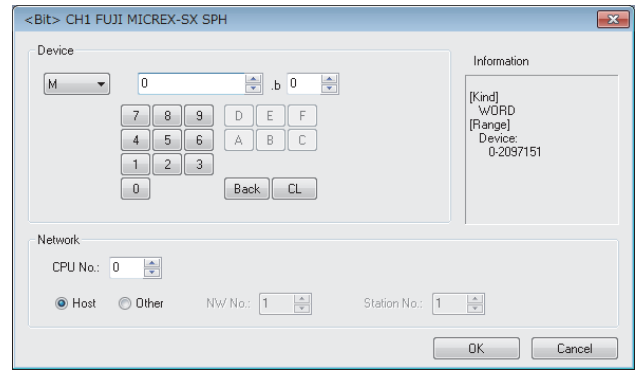 <Bit> CH1 FUJI MICREX-SX SPH
Device
Information
M 0 .b 0
7 8 9 D E F
4 5 6 A B C
1 2 3
0 Back CL
[Kind]
WORD
[Range]
Device:
0-2097151
Network
CPU No.: 0
Host Other NW No.: 1 Station No.: 1
OK Cancel